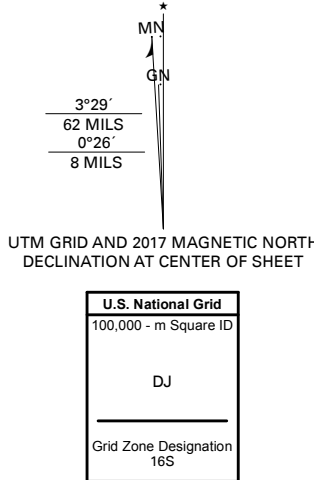 MN
GN
3°29´
62 MILS
0°26´
8 MILS
UTM GRID AND 2017 MAGNETIC NORTH
DECLINATION AT CENTER OF SHEET
U.S. National Grid
100,000 - m Square ID
DJ
Grid Zone Designation
16S